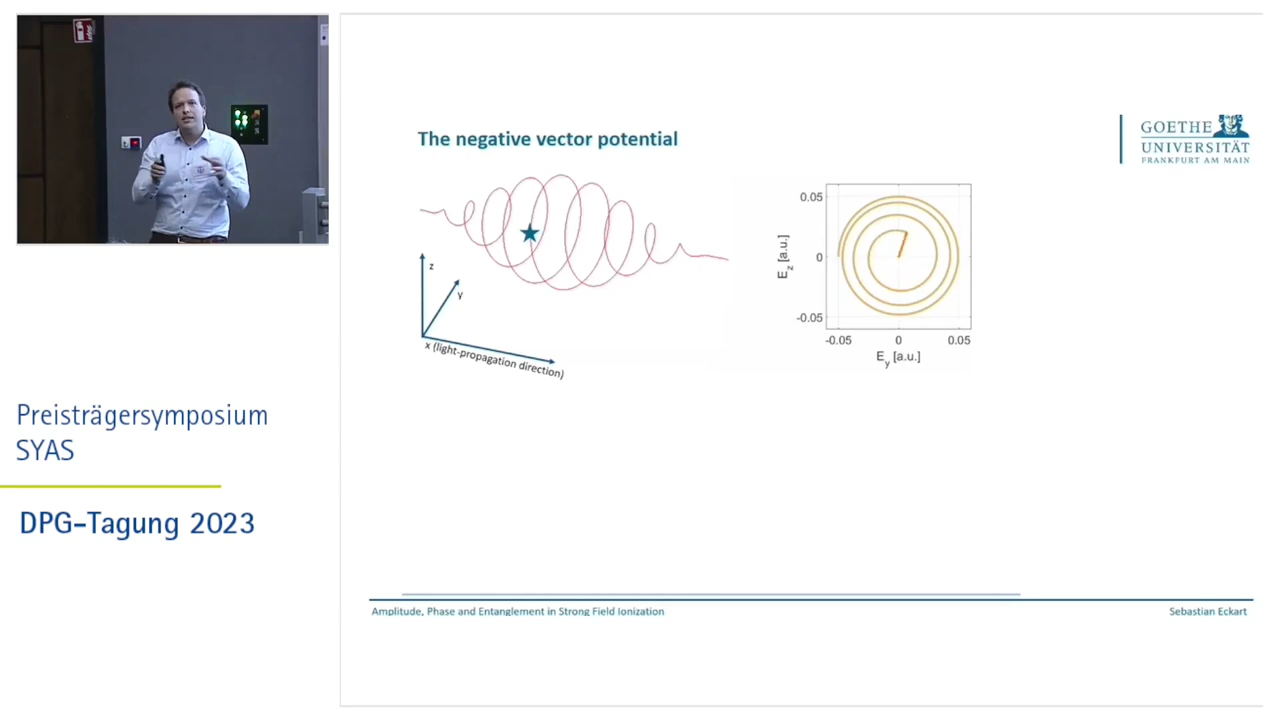 The negative vector potential
GOETHE
UNIVERSITÄT
FRANKFURT AM MAIN
z
y
x (light-propagation direction)
0.05
0
-0.05
E_z [a.u.]
-0.05
0
0.05
E_y [a.u.]
Preisträgersymposium
SYAS
DPG-Tagung 2023
Amplitude, Phase and Entanglement in Strong Field Ionization
Sebastian Eckart